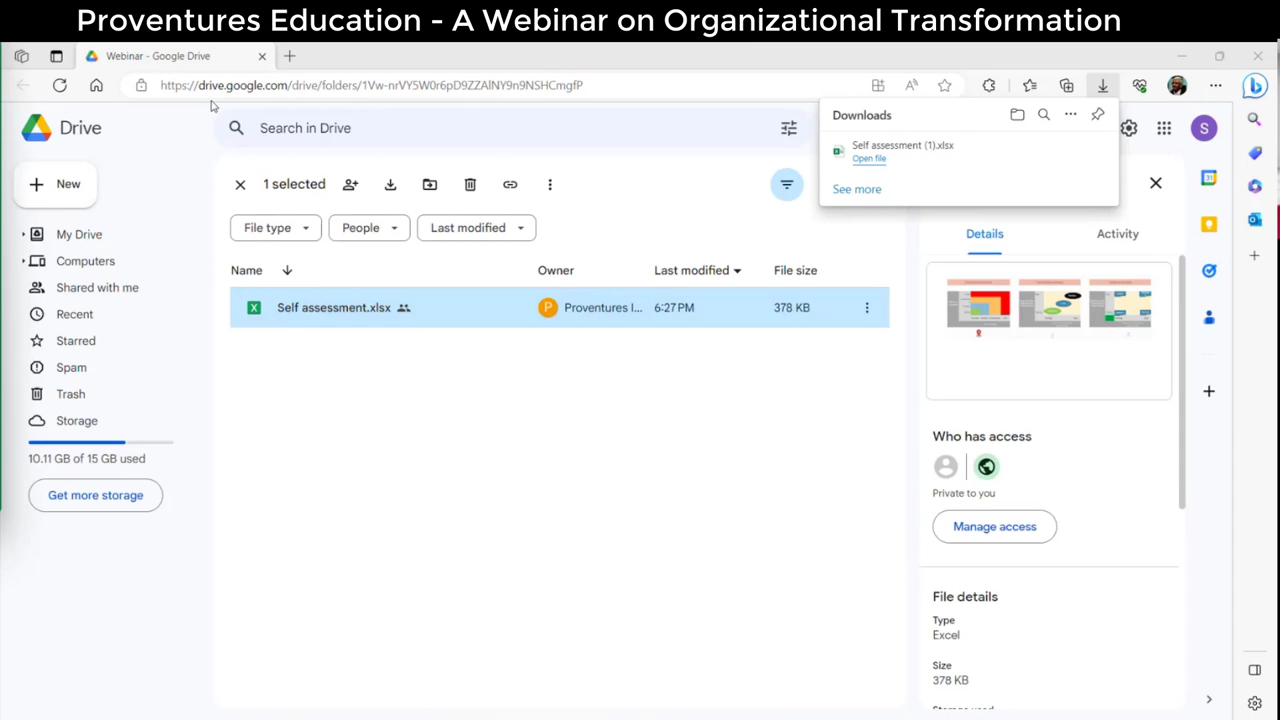 Proventures Education - A Webinar on Organizational Transformation
Webinar - Google Drive
https://drive.google.com/drive/folders/1Vw-nrVY5W0r6pD9ZZAlNY9n9NSHCmgfP
Drive
Search in Drive
Downloads
Self assessment (1).xlsx
Open file
See more
S
New
1 selected
File type
People
Last modified
My Drive
Computers
Shared with me
Recent
Starred
Spam
Trash
Storage
10.11 GB of 15 GB used
Get more storage
Name
Owner
Last modified
File size
Self assessment.xlsx
P
Proventures I...
6:27 PM
378 KB
Details
Activity
Who has access
Private to you
Manage access
File details
Type
Excel
Size
378 KB